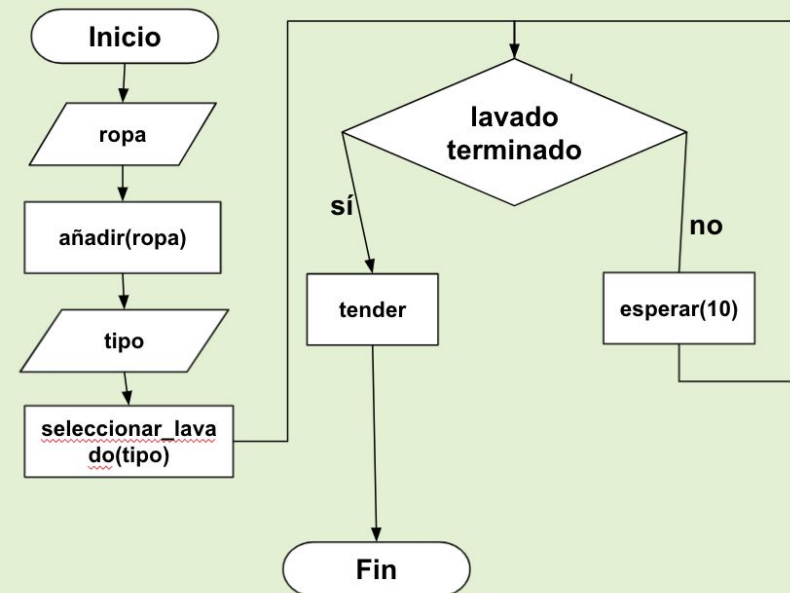 Inicio
ropa
añadir(ropa)
tipo
seleccionar_lava
do(tipo)
lavado
terminado
sí
no
tender
esperar(10)
Fin